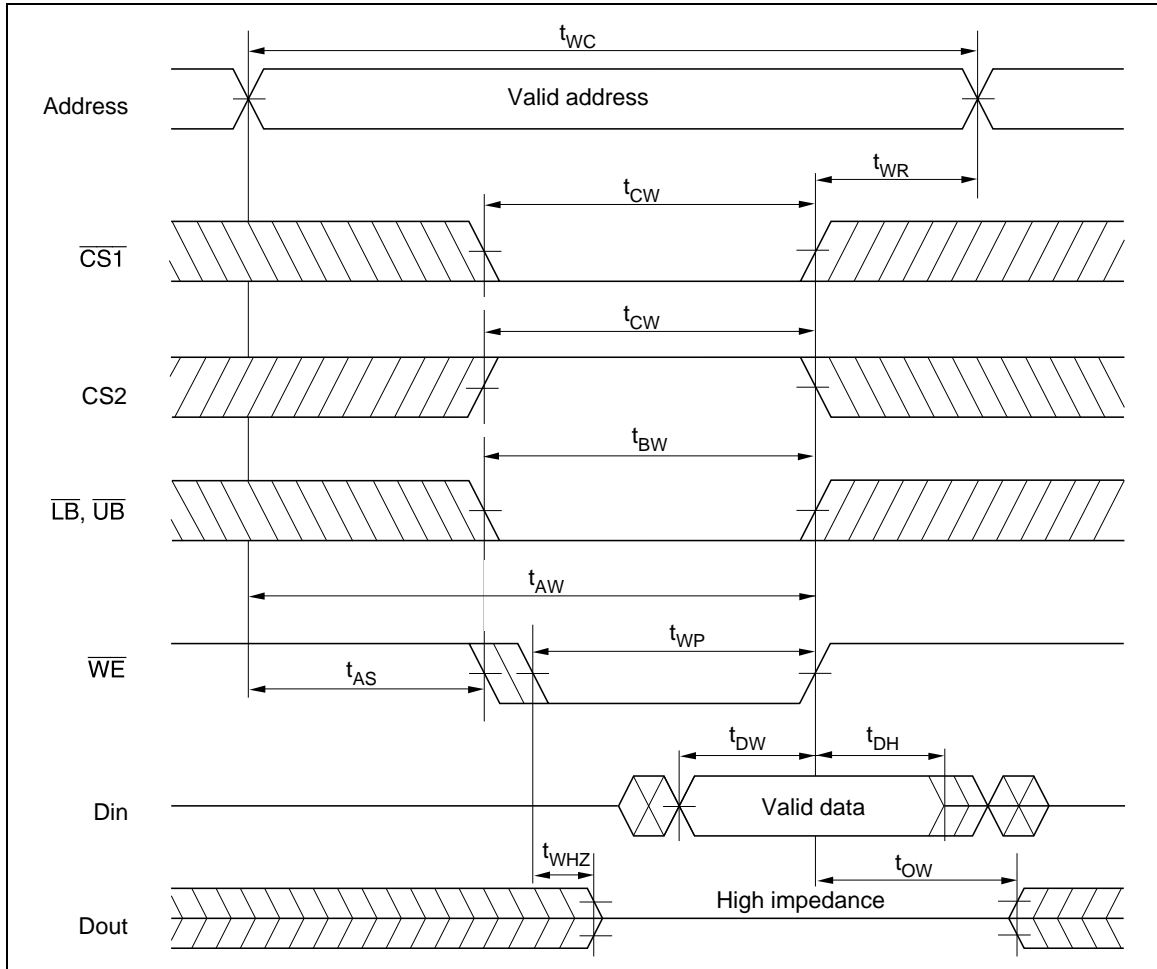 tWC
Address
Valid address
tWR
tCW
CS1
tCW
CS2
tBW
LB, UB
tAW
tWP
WE
tAS
tDW
tDH
Din
Valid data
tWHZ
tOW
High impedance
Dout